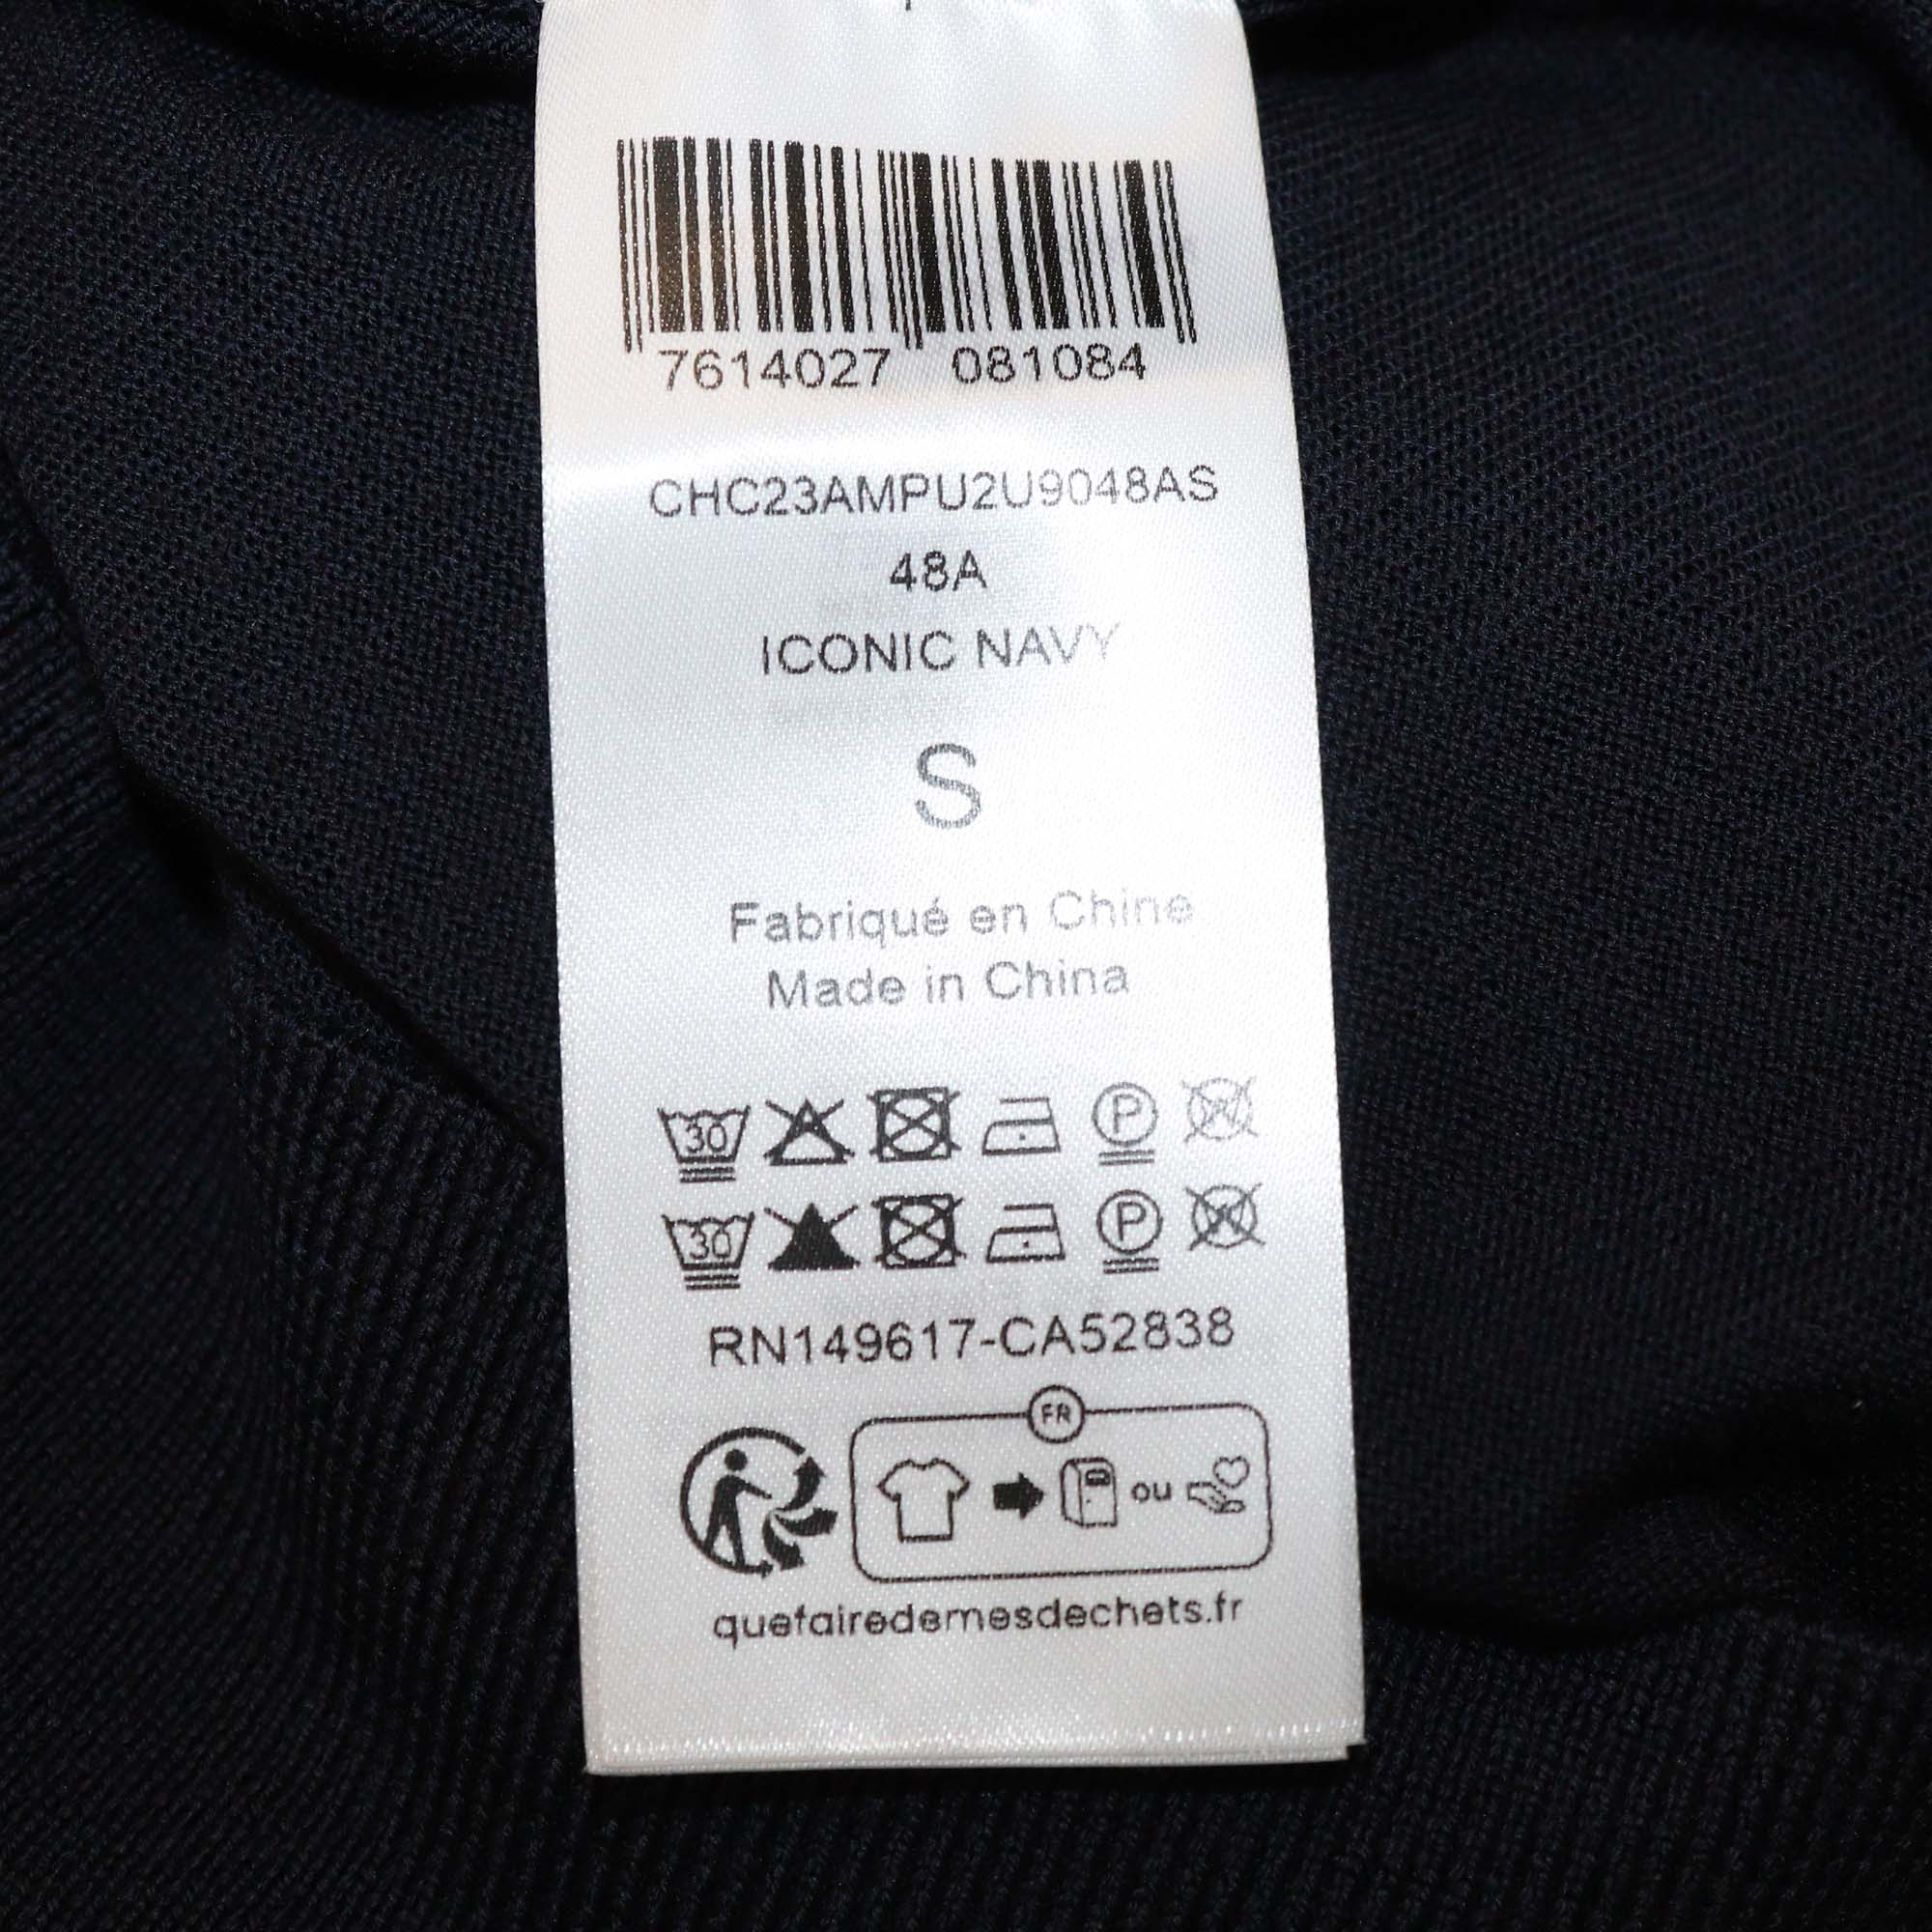 7614027 081084
CHC23AMPU2U9048AS
48A
ICONIC NAVY
S
Fabriqué en Chine
Made in China
30 P W
30 P W
RN149617-CA52838
FR
ou
quefairedemesdechets.fr